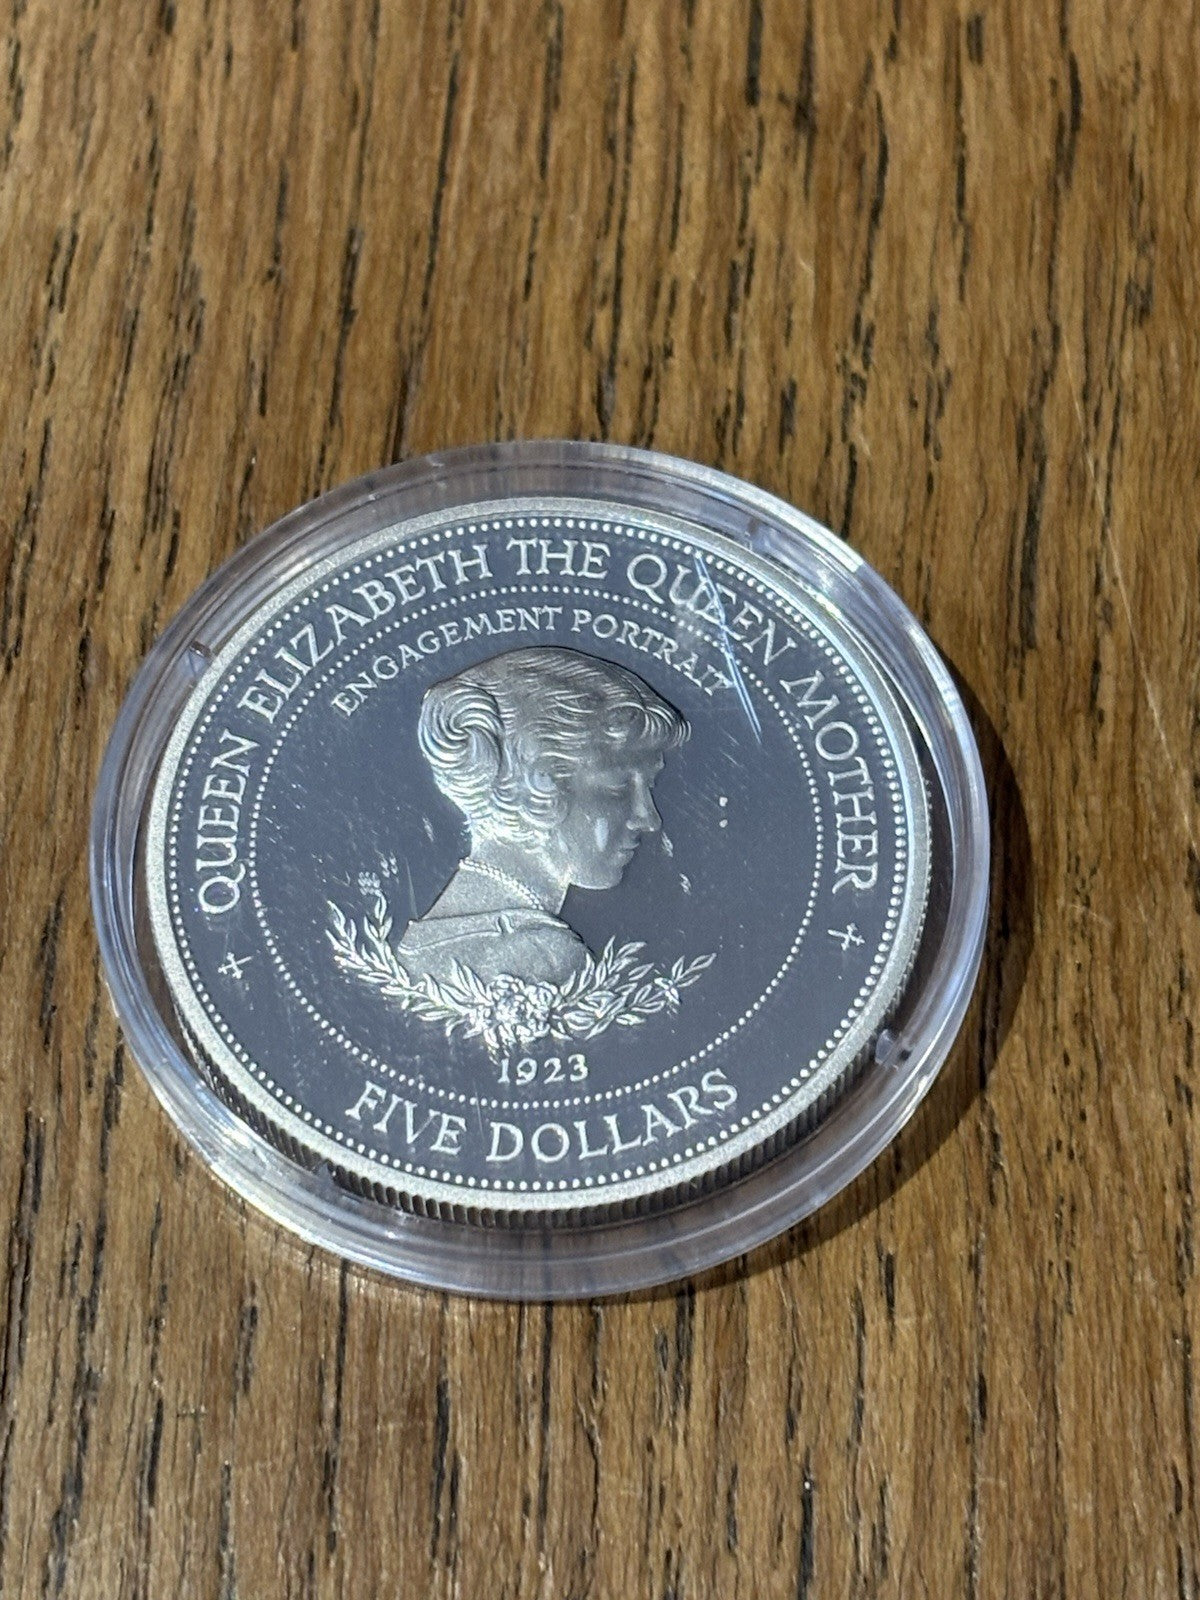 QUEEN ELIZABETH THE QUEEN MOTHER
ENGAGEMENT PORTRAIT
1923
FIVE DOLLARS